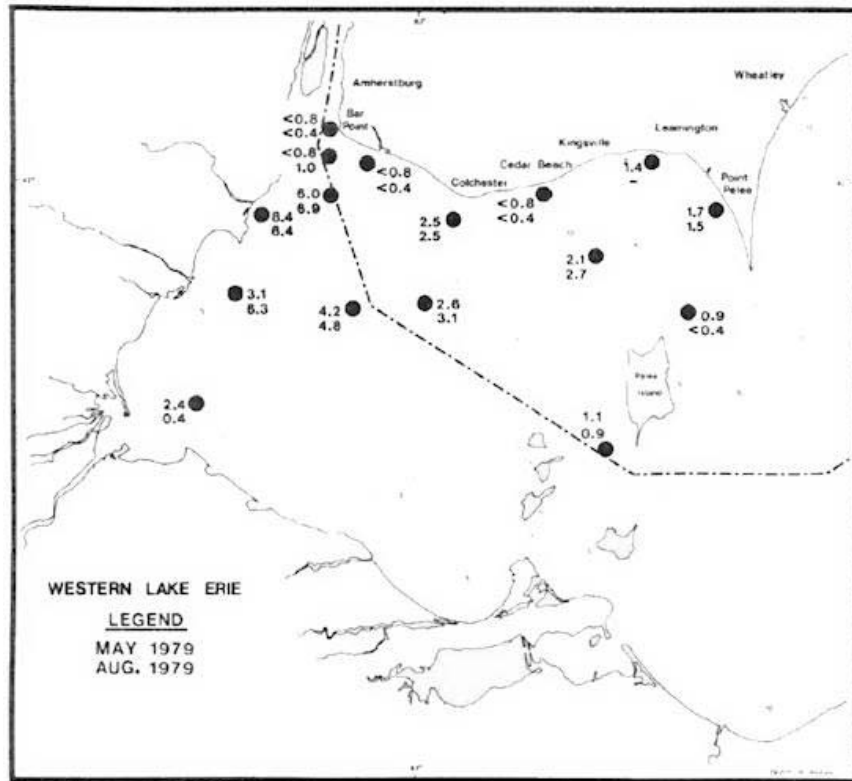 Amherstburg
Wheatley
Bar
Point
Leamington
Kingsville
Cedar Beach
Colchester
Point
Pelee
<0.8
<0.4
<0.8
1.0
<0.8
<0.4
6.0
6.9
8.4
6.4
2.5
2.5
<0.8
<0.4
1.4
–
1.7
1.5
2.1
2.7
3.1
6.3
4.2
4.8
2.6
3.1
0.9
<0.4
Pelee
Island
2.4
0.4
1.1
0.9
WESTERN LAKE ERIE
LEGEND
MAY 1979
AUG. 1979